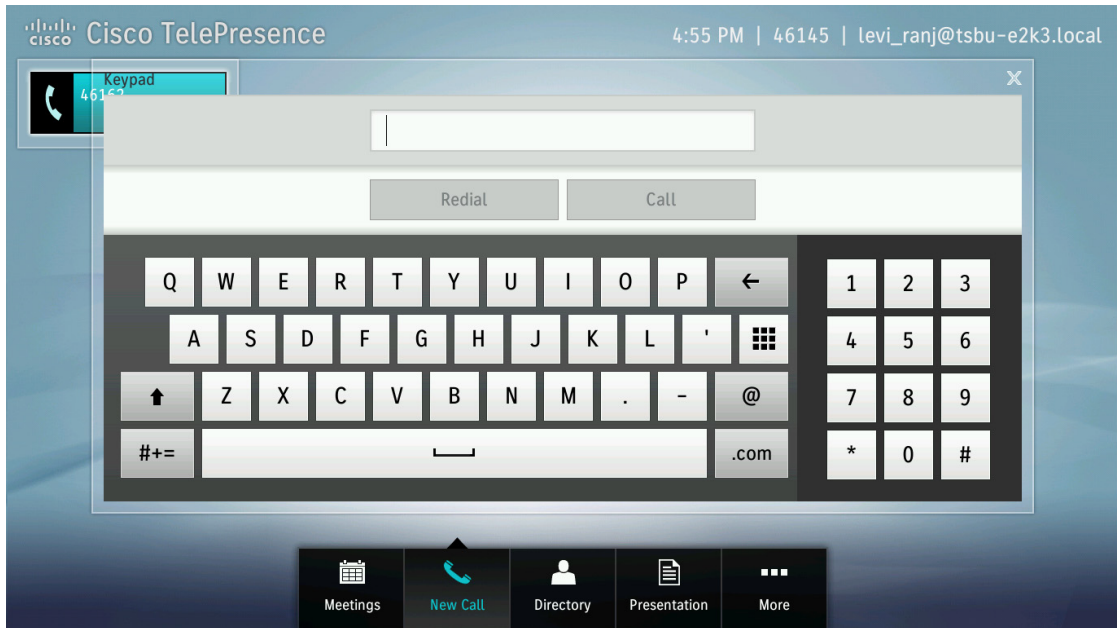 cisco Cisco TelePresence
4:55 PM | 46145 | levi_ranj@tsbu-e2k3.local
Keypad
X
46162
Redial
Call
Q W E R T Y U I O P ←
1 2 3
A S D F G H J K L '
4 5 6
Z X C V B N M . - @
7 8 9
#+= .com
* 0 #
Meetings
New Call
Directory
Presentation
More